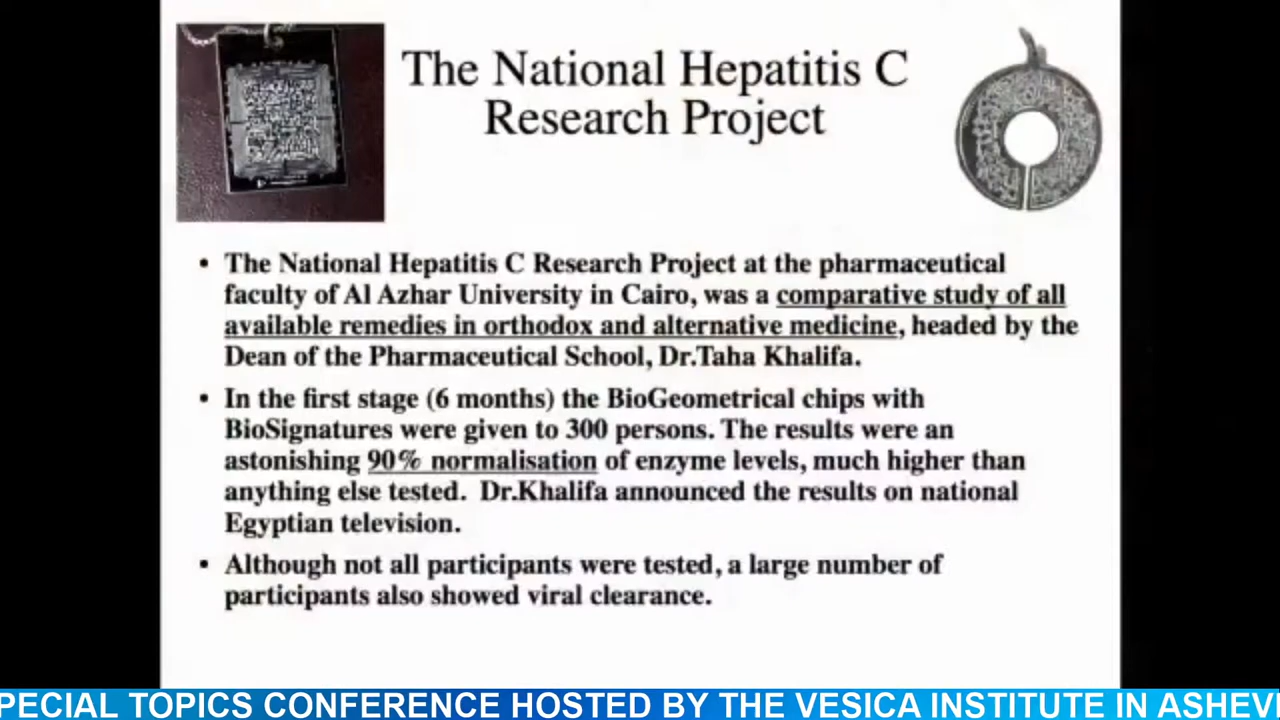 The National Hepatitis C
Research Project
• The National Hepatitis C Research Project at the pharmaceutical
faculty of Al Azhar University in Cairo, was a comparative study of all
available remedies in orthodox and alternative medicine, headed by the
Dean of the Pharmaceutical School, Dr.Taha Khalifa.
• In the first stage (6 months) the BioGeometrical chips with
BioSignatures were given to 300 persons. The results were an
astonishing 90% normalisation of enzyme levels, much higher than
anything else tested. Dr.Khalifa announced the results on national
Egyptian television.
• Although not all participants were tested, a large number of
participants also showed viral clearance.
PECIAL TOPICS CONFERENCE HOSTED BY THE VESICA INSTITUTE IN ASHEV